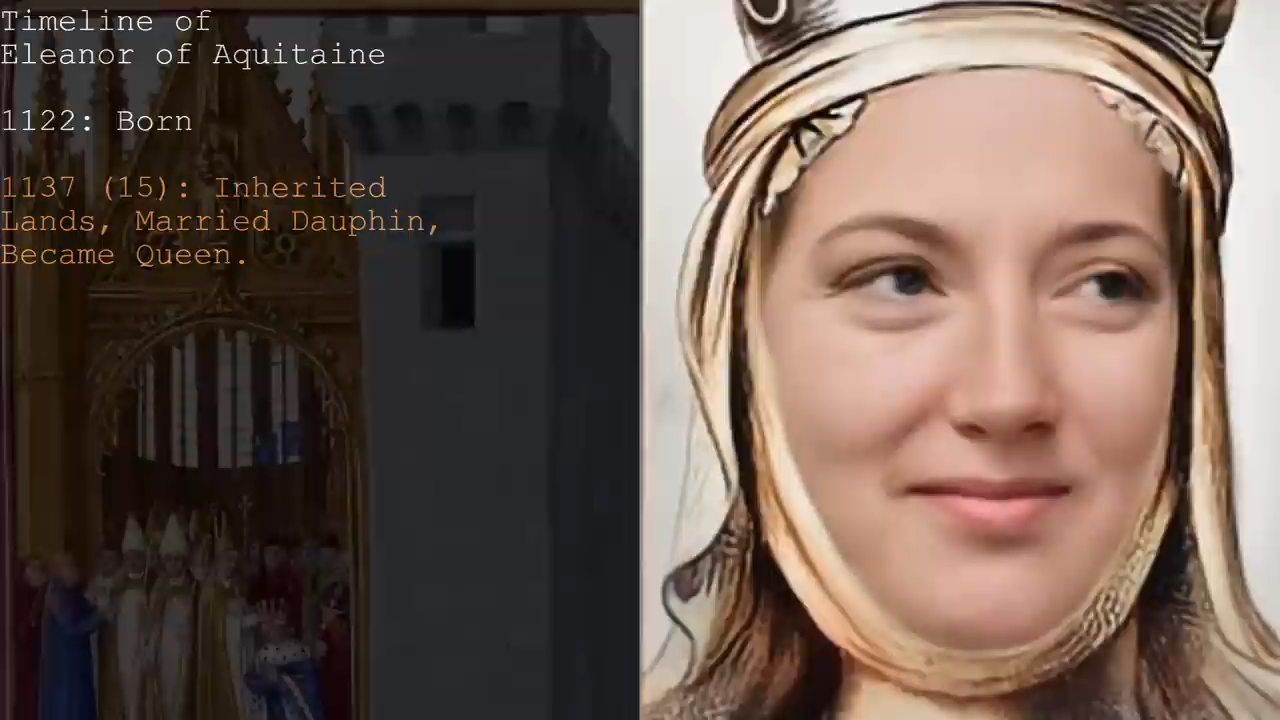 Timeline of
Eleanor of Aquitaine
1122: Born
1137 (15): Inherited
Lands, Married Dauphin,
Became Queen.